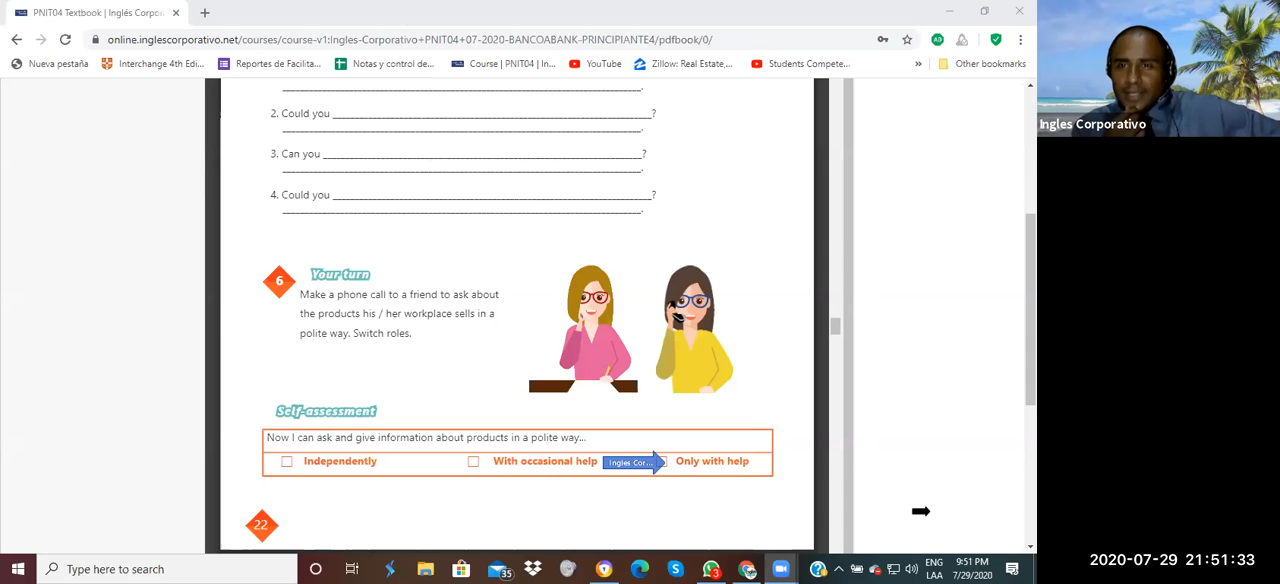 PNIT04 Textbook | Inglés Corpo
online.inglescorporativo.net/courses/course-v1:Ingles-Corporativo+PNIT04+07-2020-BANCOABANK-PRINCIPIANTE4/pdfbook/0/
Nueva pestaña
Interchange 4th Edi...
Reportes de Facilita...
Notas y control de...
Course | PNIT04 | In...
YouTube
Zillow: Real Estate,...
Students Compete...
»
Other bookmarks
2. Could you ?
3. Can you ?
4. Could you ?
6 Your turn
Make a phone call to a friend to ask about
the products his / her workplace sells in a
polite way. Switch roles.
Self-assessment
Now I can ask and give information about products in a polite way...
Independently
With occasional help
Ingles Cor...
Only with help
22
Ingles Corporativo
Type here to search
35
3
ENG
LAA
9:51 PM
7/29/2020
2020-07-29 21:51:33